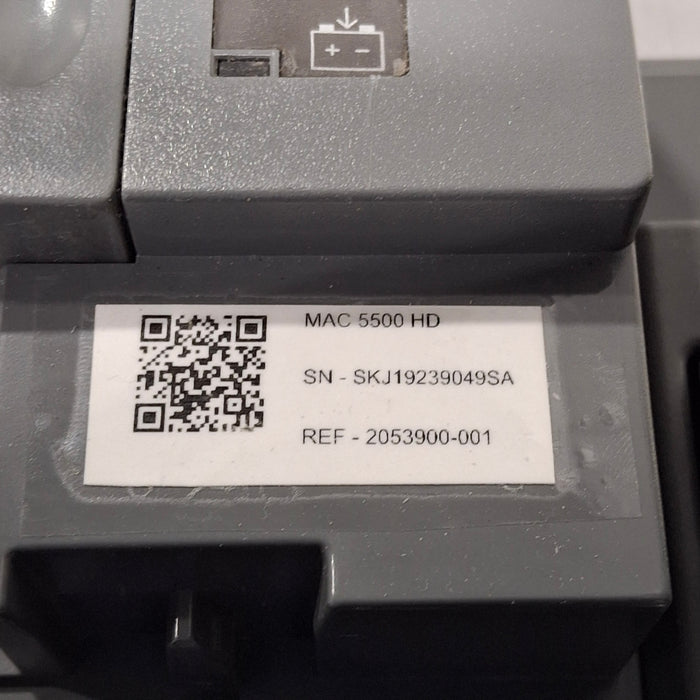 MAC 5500 HD
SN - SKJ19239049SA
REF - 2053900-001